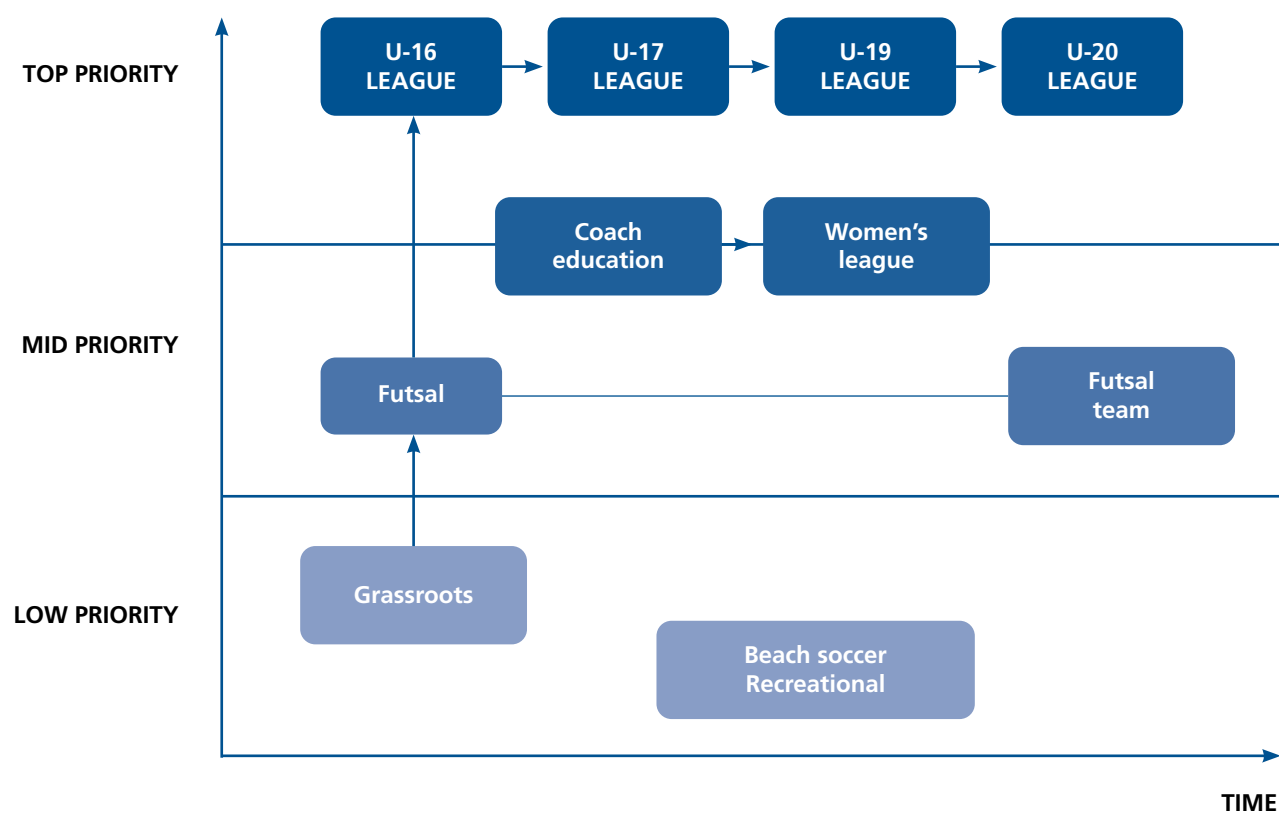 TOP PRIORITY
U-16
LEAGUE
U-17
LEAGUE
U-19
LEAGUE
U-20
LEAGUE
Coach
education
Women's
league
MID PRIORITY
Futsal
Futsal
team
LOW PRIORITY
Grassroots
Beach soccer
Recreational
TIME